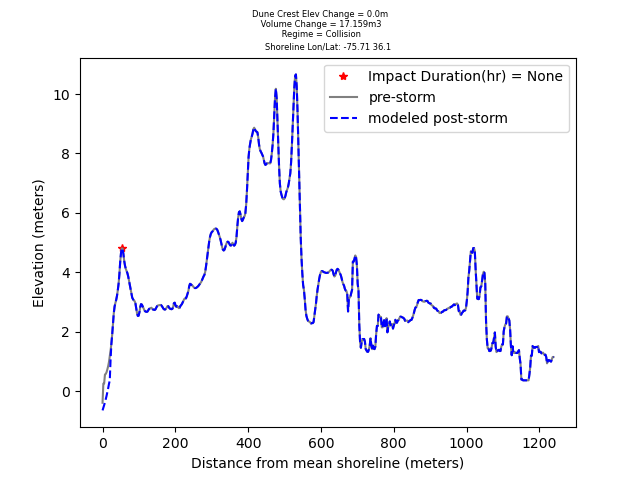 Dune Crest Elev Change = 0.0m
Volume Change = 17.159m3
Regime = Collision
Shoreline Lon/Lat: -75.71 36.1
Impact Duration(hr) = None
pre-storm
modeled post-storm
10
8
6
4
2
0
Elevation (meters)
0 200 400 600 800 1000 1200
Distance from mean shoreline (meters)